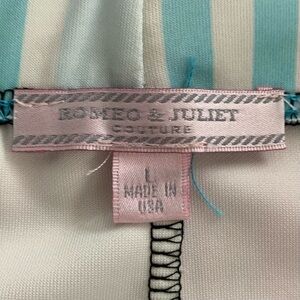 ROMEO & JULIET
COUTURE
L
MADE IN
USA